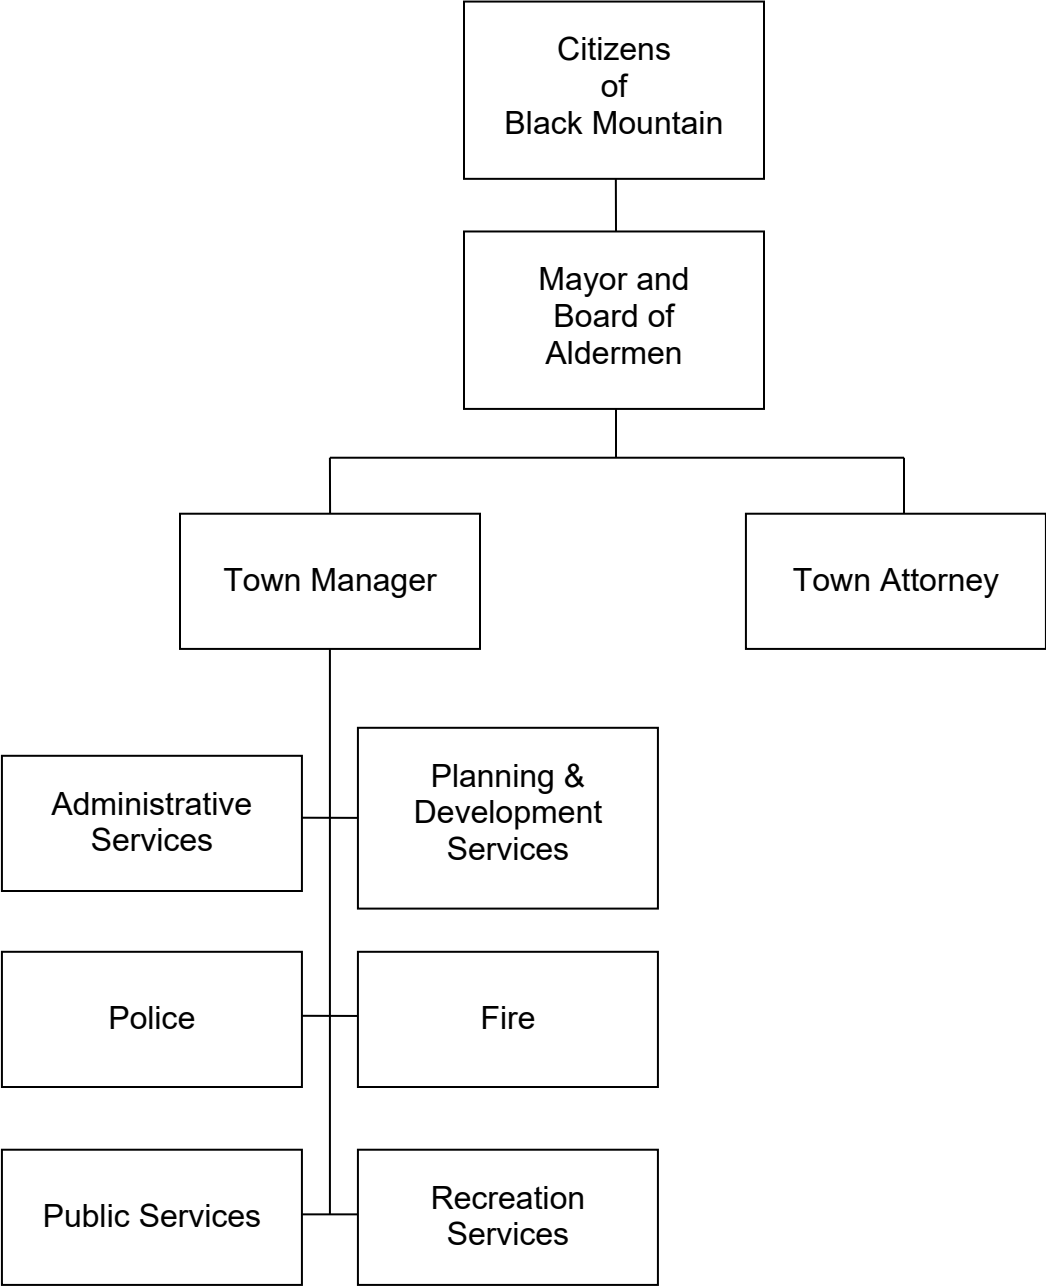 Citizens
of
Black Mountain
Mayor and
Board of
Aldermen
Town Manager
Town Attorney
Administrative
Services
Planning &
Development
Services
Police
Fire
Public Services
Recreation
Services